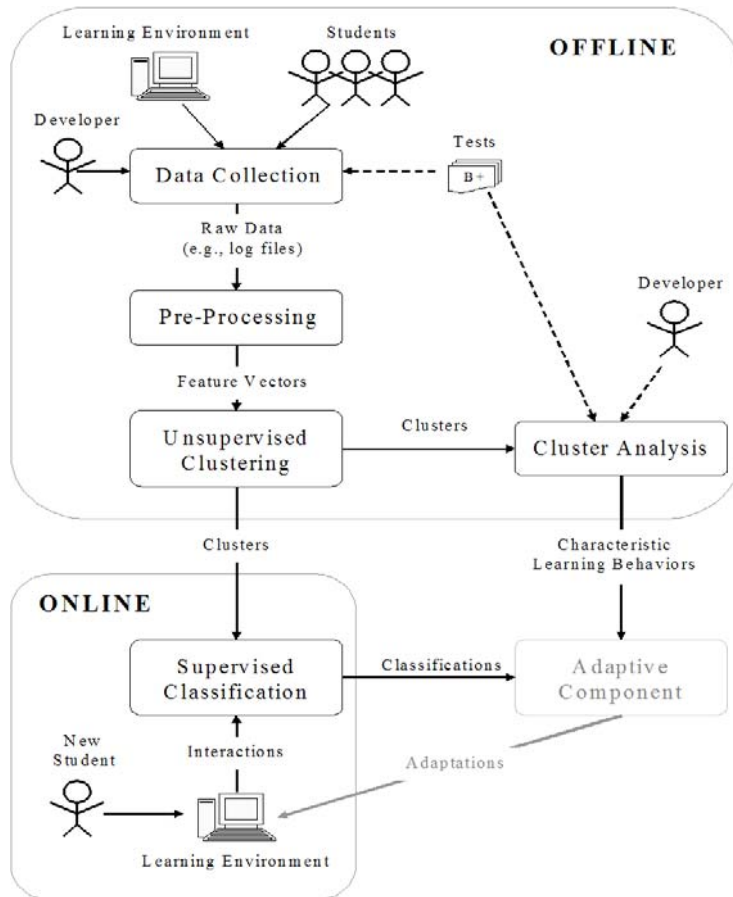 Learning Environment
Students
OFFLINE
Developer
Tests
B+
Data Collection
Raw Data
(e.g., log files)
Developer
Pre-Processing
Feature Vectors
Unsupervised
Clustering
Clusters
Cluster Analysis
Clusters
Characteristic
Learning Behaviors
ONLINE
Supervised
Classification
Classifications
Adaptive
Component
New
Student
Interactions
Adaptations
Learning Environment